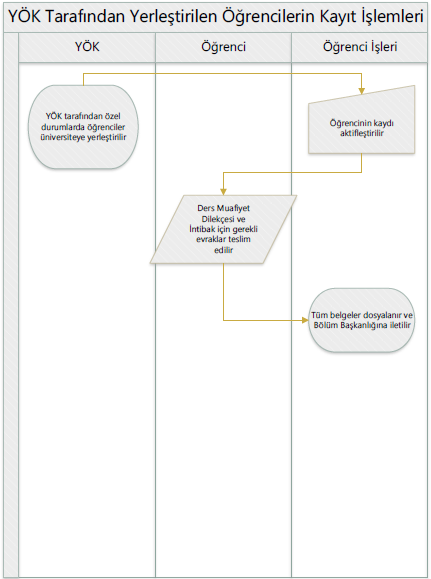 YÖK Tarafından Yerleştirilen Öğrencilerin Kayıt İşlemleri
YÖK
Öğrenci
Öğrenci İşleri
YÖK tarafından özel
durumlarda öğrenciler
üniversiteye yerleştirilir
Öğrencinin kaydı
aktifleştirilir
Ders Muafiyet
Dilekçesi ve
İntibak için gerekli
evraklar teslim
edilir
Tüm belgeler dosyalanır ve
Bölüm Başkanlığına iletilir